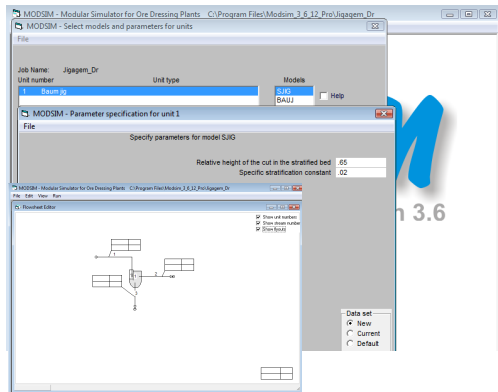 MODSIM - Modular Simulator for Ore Dressing Plants C:\Program Files\Modsim_3_6_12_Pro\Jigagem_Dr
MODSIM - Select models and parameters for units
File
Job Name: Jigagem_Dr
Unit number Unit type Models
1 Baum jig SJIG
BAUJ
Help
MODSIM - Parameter specification for unit 1
File
Specify parameters for model SJIG
Relative height of the cut in the stratified bed .65
Specific stratification constant .02
MODSIM - Modular Simulator for Ore Dressing Plants C:\Program Files\Modsim_3_6_12_Pro\Jigagem_Dr
File Edit View Run
Flowsheet Editor
Show unit numbers
Show stream number
Show flyouts
1
1
2
3
M
n 3.6
Data set
New
Current
Default